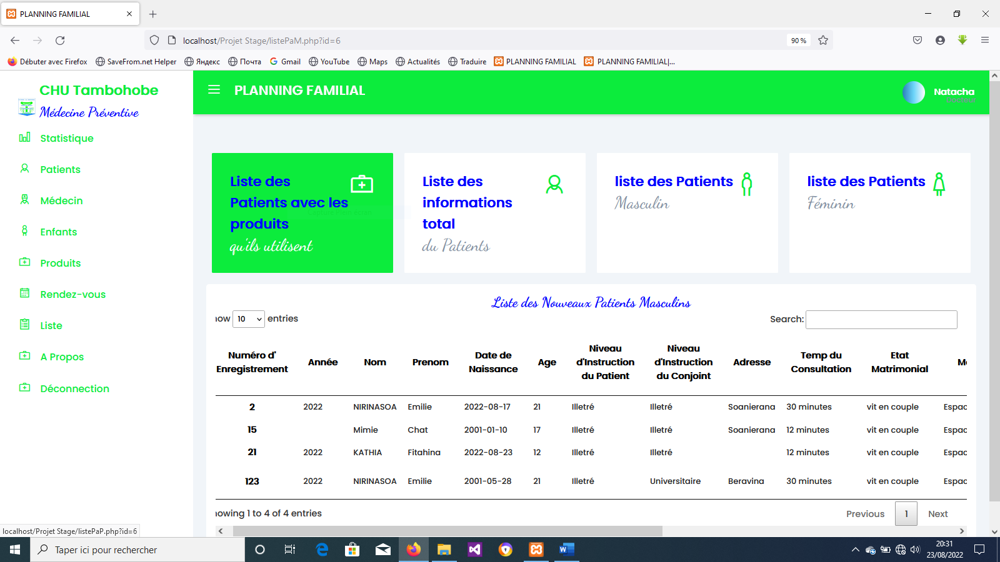 PLANNING FAMILIAL
localhost/Projet Stage/listePaM.php?id=6
90 %
Débuter avec Firefox
SaveFrom.net Helper
Яндекс
Почта
Gmail
YouTube
Maps
Actualités
Traduire
PLANNING FAMILIAL
PLANNING FAMILIAL|...
CHU Tambohobe
Médecine Préventive
Statistique
Patients
Médecin
Enfants
Produits
Rendez-vous
Liste
A Propos
Déconnection
PLANNING FAMILIAL
Natacha
Liste des
Patients avec les
produits
qu'ils utilisent
Liste des
informations
total
du Patients
liste des Patients
Masculin
liste des Patients
Féminin
Liste des Nouveaux Patients Masculins
how 10 entries
Search:
Numéro d' Enregistrement Année Nom Prenom Date de Naissance Age Niveau d'Instruction du Patient Niveau d'Instruction du Conjoint Adresse Temp du Consultation Etat Matrimonial
2 2022 NIRINASOA Emilie 2022-08-17 21 Illetré Illetré Soanierana 30 minutes vit en couple Espac
15 Mimie Chat 2001-01-10 17 Illetré Illetré Soanierana 12 minutes vit en couple Espac
21 2022 KATHIA Fitahina 2022-08-23 12 Illetré Illetré 12 minutes vit en couple Espac
123 2022 NIRINASOA Emilie 2001-05-28 21 Illetré Universitaire Beravina 30 minutes vit en couple Espac
howing 1 to 4 of 4 entries
Previous 1 Next
localhost/Projet Stage/listePaP.php?id=6
Taper ici pour rechercher
20:31
23/08/2022